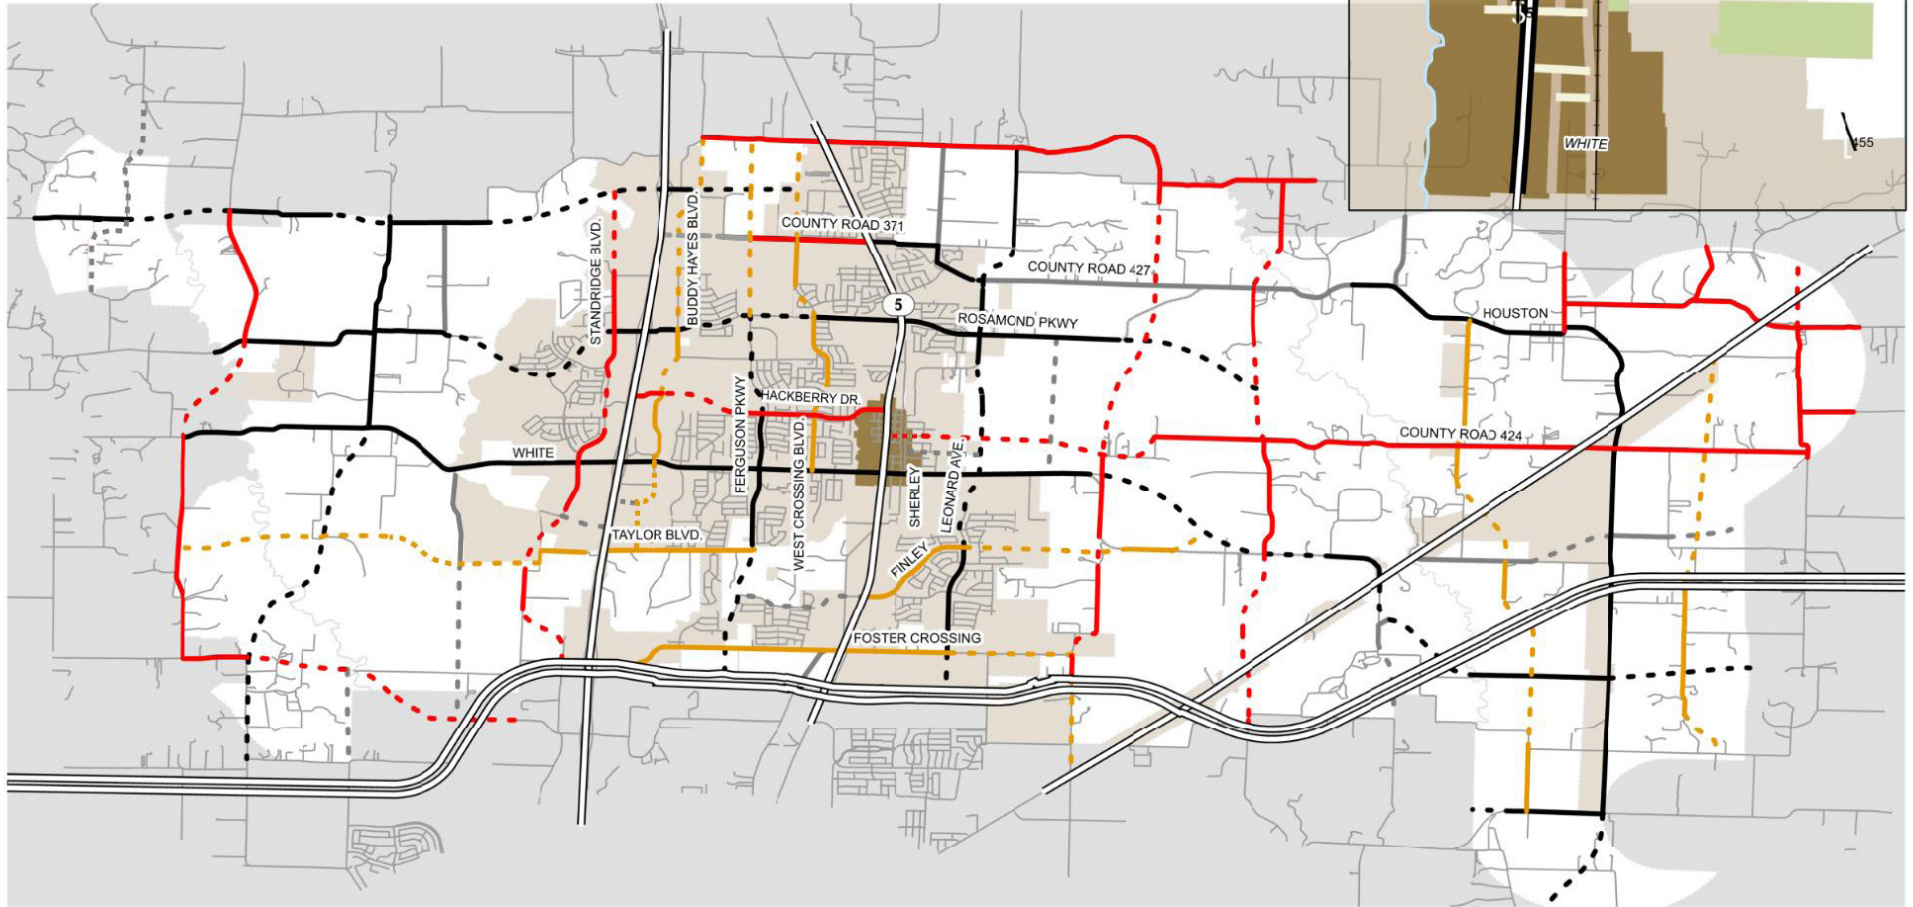 WHITE
455
STANDRIDGE BLVD.
BUDDY HAYES BLVD.
COUNTY ROAD 371
COUNTY ROAD 427
5
ROSAMOND PKWY
HOUSTON
FERGUSON PKWY
HACKBERRY DR.
WEST CROSSING BLVD.
WHITE
COUNTY ROAD 424
SHERLEY
LEONARD AVE.
TAYLOR BLVD.
FINLEY
FOSTER CROSSING